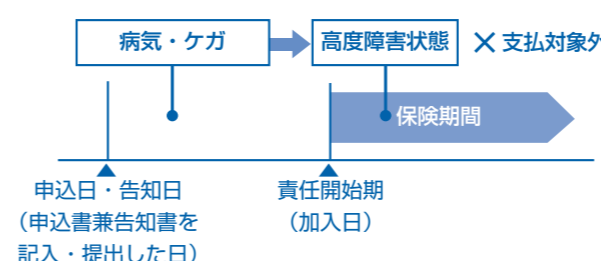 病気・ケガ
高度障害状態
× 支払対象外
保険期間
申込日・告知日
（申込書兼告知書を
記入・提出した日）
責任開始期
（加入日）